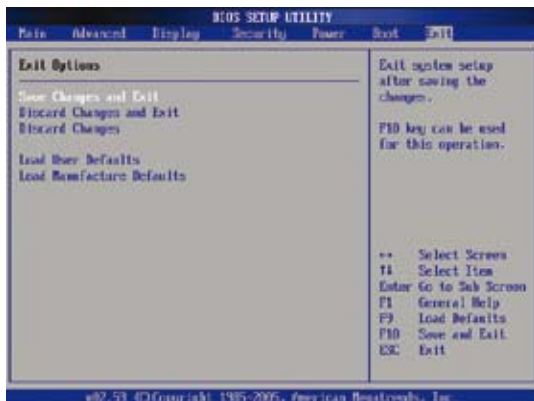 BIOS SETUP UTILITY
Main Advanced Display Security Power Boot Exit
Exit Options
Save Changes and Exit
Discard Changes and Exit
Discard Changes
Load User Defaults
Load Manufacture Defaults
Exit system setup
after saving the
changes.
F10 key can be used
for this operation.
↔ Select Screen
↑↓ Select Item
Enter Go to Sub Screen
F1 General Help
F9 Load Defaults
F10 Save and Exit
ESC Exit
v02.53 (C)Copyright 1985-2005, American Megatrends, Inc